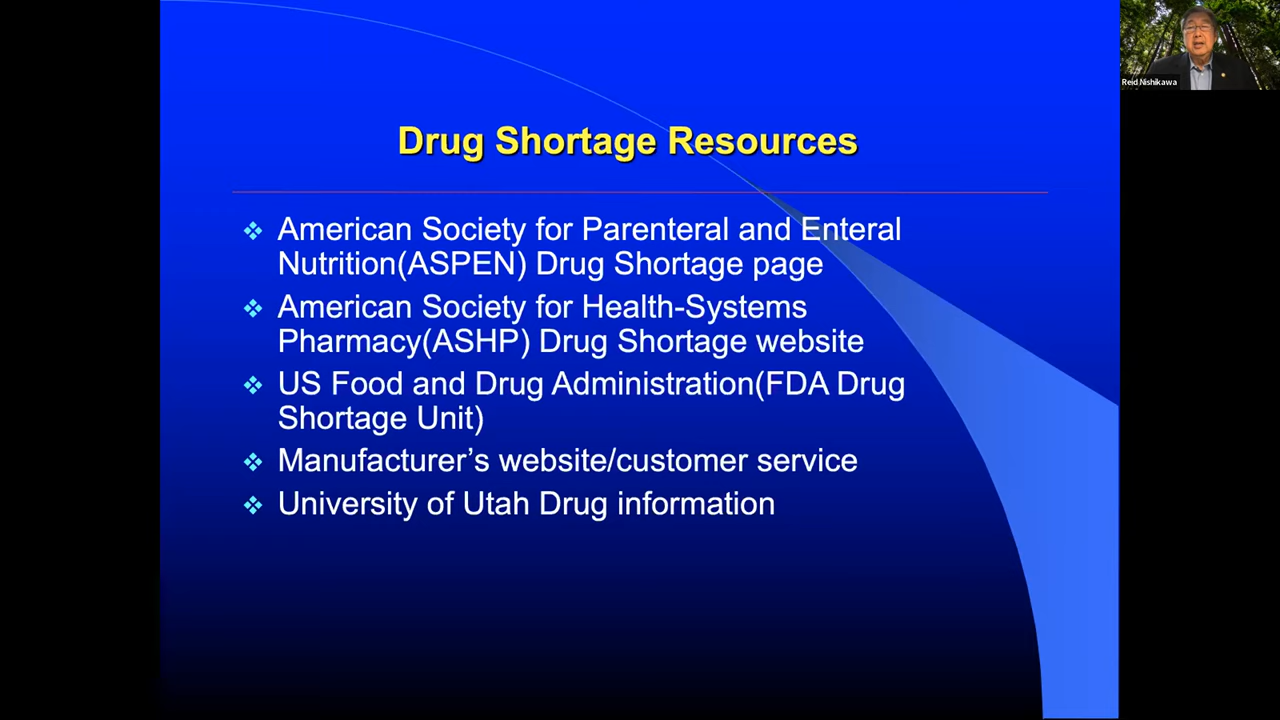 Drug Shortage Resources
American Society for Parenteral and Enteral
Nutrition(ASPEN) Drug Shortage page
American Society for Health-Systems
Pharmacy(ASHP) Drug Shortage website
US Food and Drug Administration(FDA Drug
Shortage Unit)
Manufacturer’s website/customer service
University of Utah Drug information
Reid Nishikawa